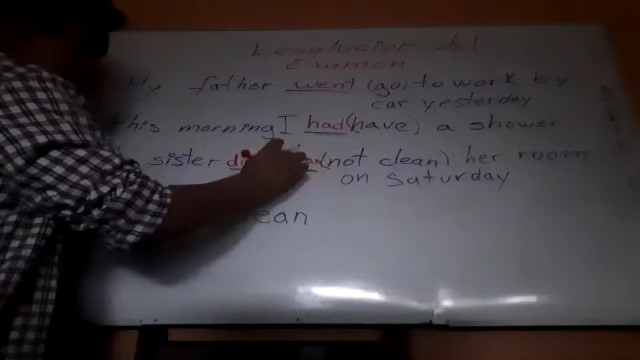 Resolucion del
Examen
My father went (go) to work by
car yesterday
this morning I had (have) a shower
sister (not clean) her room
on saturday
ean